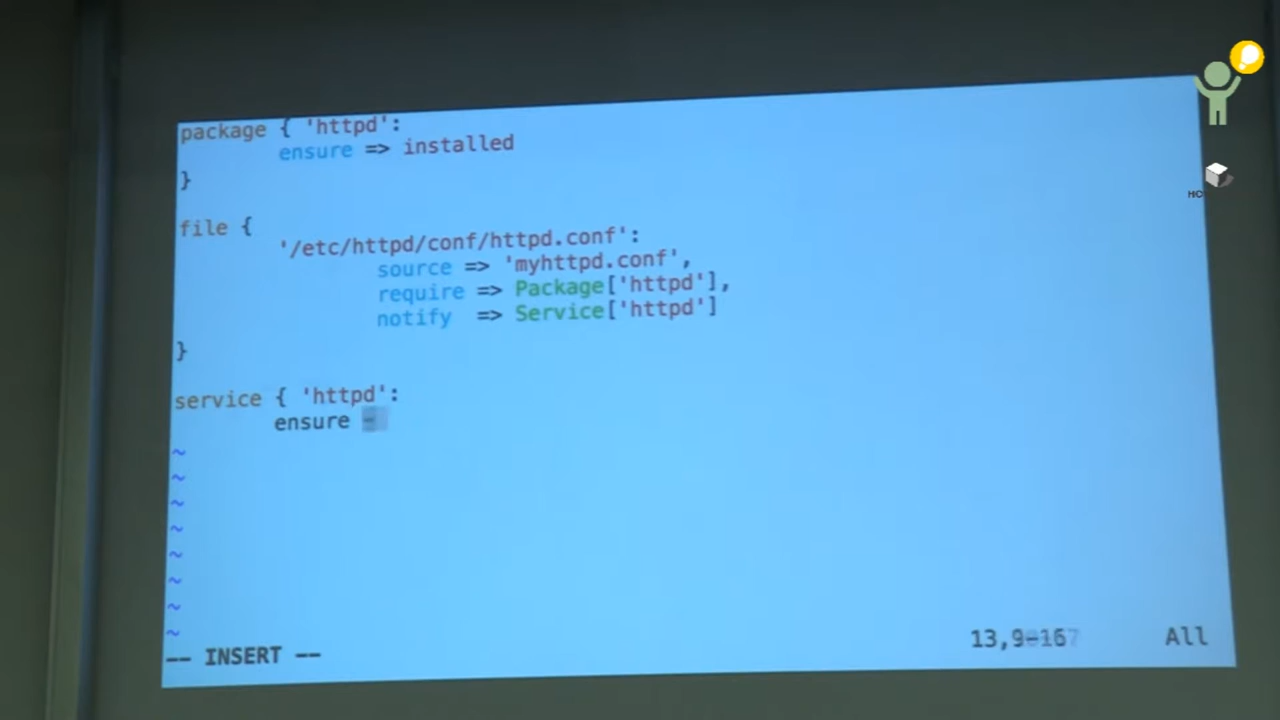 package { 'httpd':
ensure => installed
}
file {
'/etc/httpd/conf/httpd.conf':
source => 'myhttpd.conf',
require => Package['httpd'],
notify => Service['httpd']
}
service { 'httpd':
ensure
~
~
~
~
~
~
~
~
-- INSERT --
All
HO